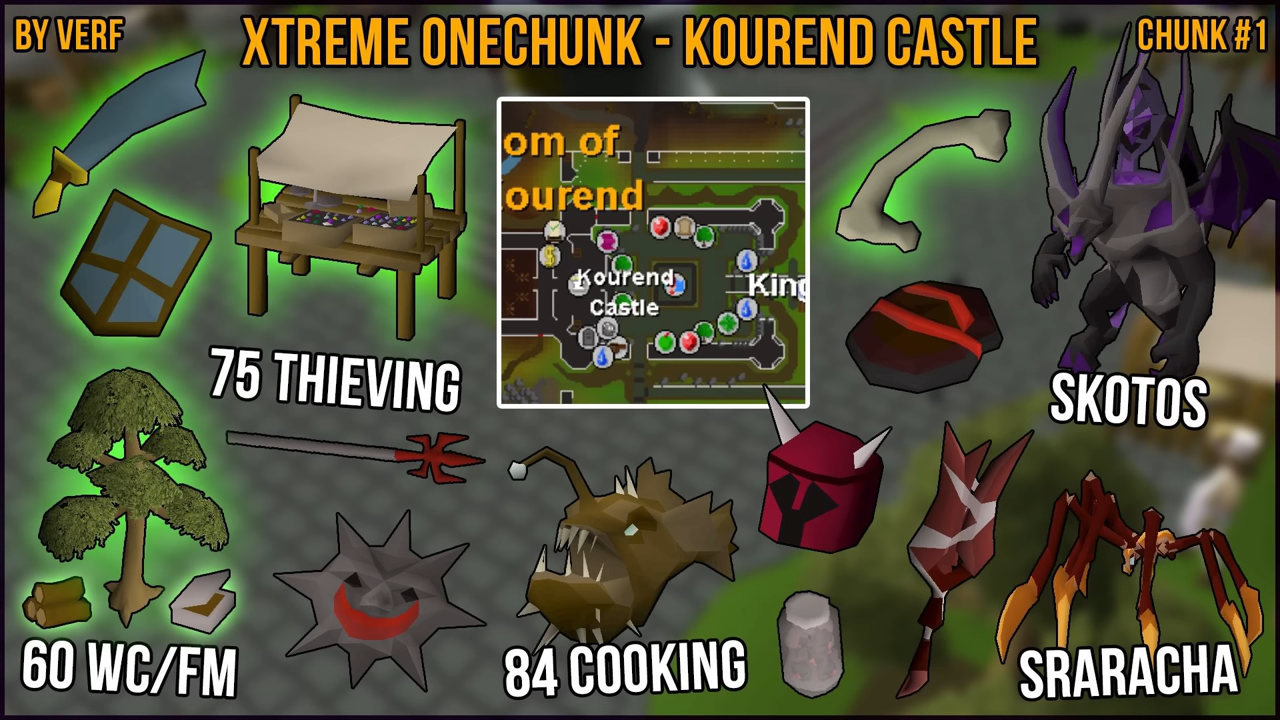 BY VERF
XTREME ONECHUNK - KOUREND CASTLE
CHUNK #1
om of
ourend
Kourend
Castle
King
75 THIEVING
SKOTOS
60 WC/FM
84 COOKING
SRARACHA